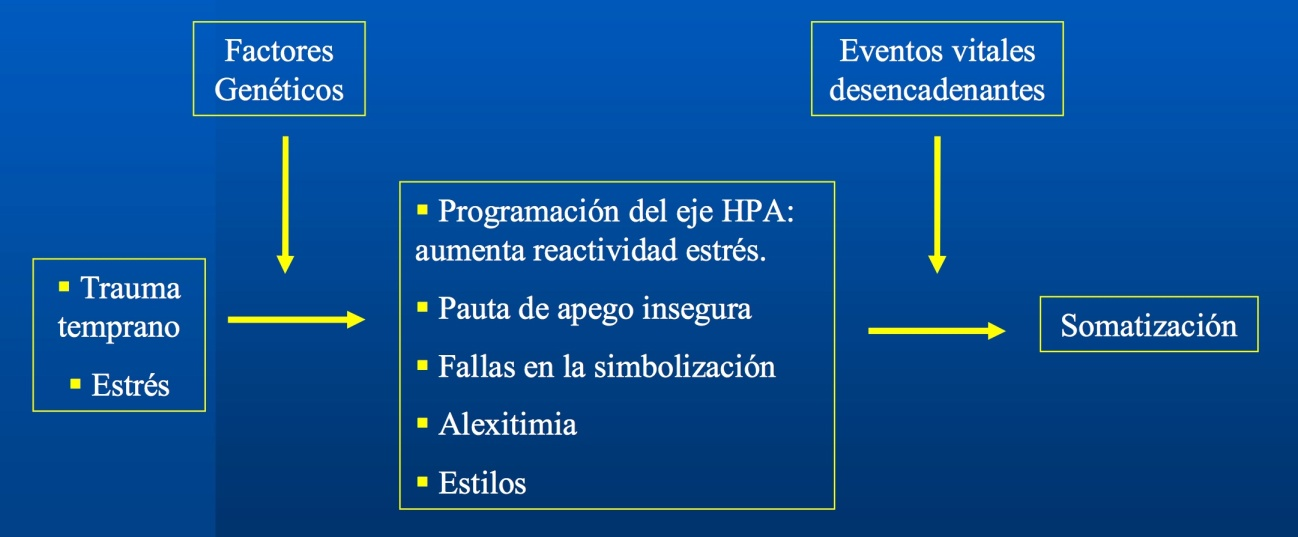 Factores
Genéticos
Eventos vitales
desencadenantes
▪ Trauma
temprano
▪ Estrés
▪ Programación del eje HPA:
aumenta reactividad estrés.
▪ Pauta de apego insegura
▪ Fallas en la simbolización
▪ Alexitimia
▪ Estilos
Somatización